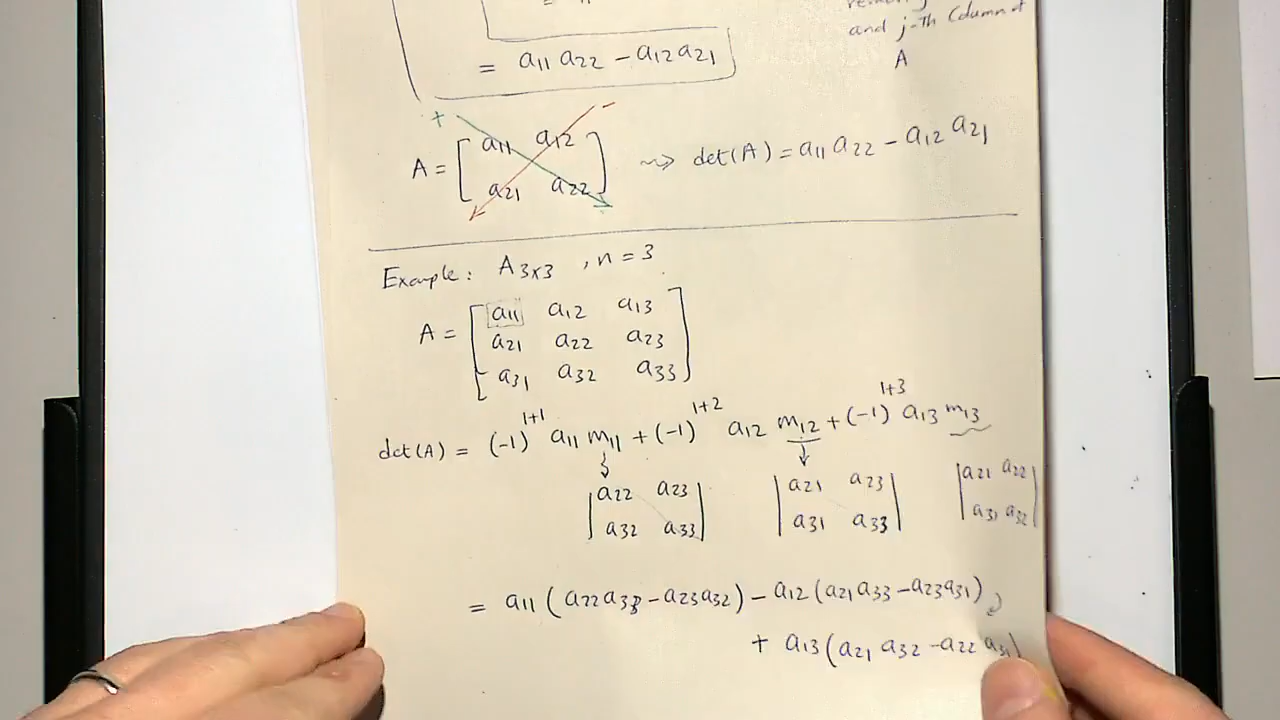 and j-th column of
= a11 a22 - a12 a21
A
+ -
A = [ a11 a12 a21 a22 ] ⇝ det(A) = a11 a22 - a12 a21
Example: A3x3 , n = 3
A = [ a11 a12 a13
a21 a22 a23
a31 a32 a33 ]
det(A) = (-1)^1+1 a11 m11 + (-1)^1+2 a12 m12 + (-1)^1+3 a13 m13
| a22 a23 | | a21 a23 | | a21 a22 |
| a32 a33 | | a31 a33 | | a31 a32 |
= a11 ( a22 a33 - a23 a32 ) - a12 ( a21 a33 - a23 a31 )
+ a13 ( a21 a32 - a22 a31 )